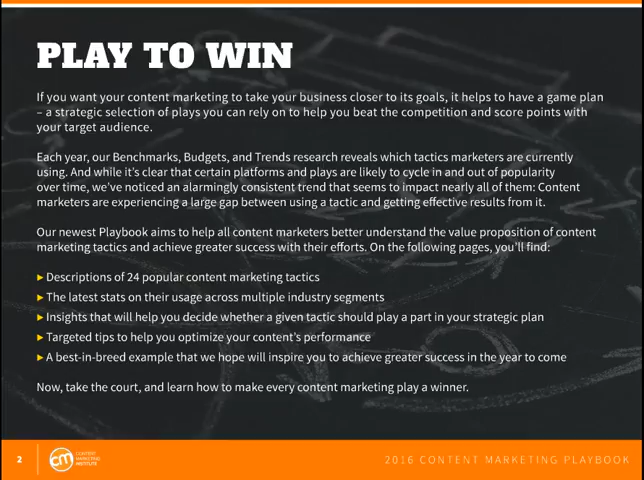 PLAY TO WIN
If you want your content marketing to take your business closer to its goals, it helps to have a game plan
– a strategic selection of plays you can rely on to help you beat the competition and score points with
your target audience.
Each year, our Benchmarks, Budgets, and Trends research reveals which tactics marketers are currently
using. And while it's clear that certain platforms and plays are likely to cycle in and out of popularity
over time, we've noticed an alarmingly consistent trend that seems to impact nearly all of them: Content
marketers are experiencing a large gap between using a tactic and getting effective results from it.
Our newest Playbook aims to help all content marketers better understand the value proposition of content
marketing tactics and achieve greater success with their efforts. On the following pages, you'll find:
▸ Descriptions of 24 popular content marketing tactics
▸ The latest stats on their usage across multiple industry segments
▸ Insights that will help you decide whether a given tactic should play a part in your strategic plan
▸ Targeted tips to help you optimize your content's performance
▸ A best-in-breed example that we hope will inspire you to achieve greater success in the year to come
Now, take the court, and learn how to make every content marketing play a winner.
2
cm
CONTENT
MARKETING
INSTITUTE
2016 CONTENT MARKETING PLAYBOOK